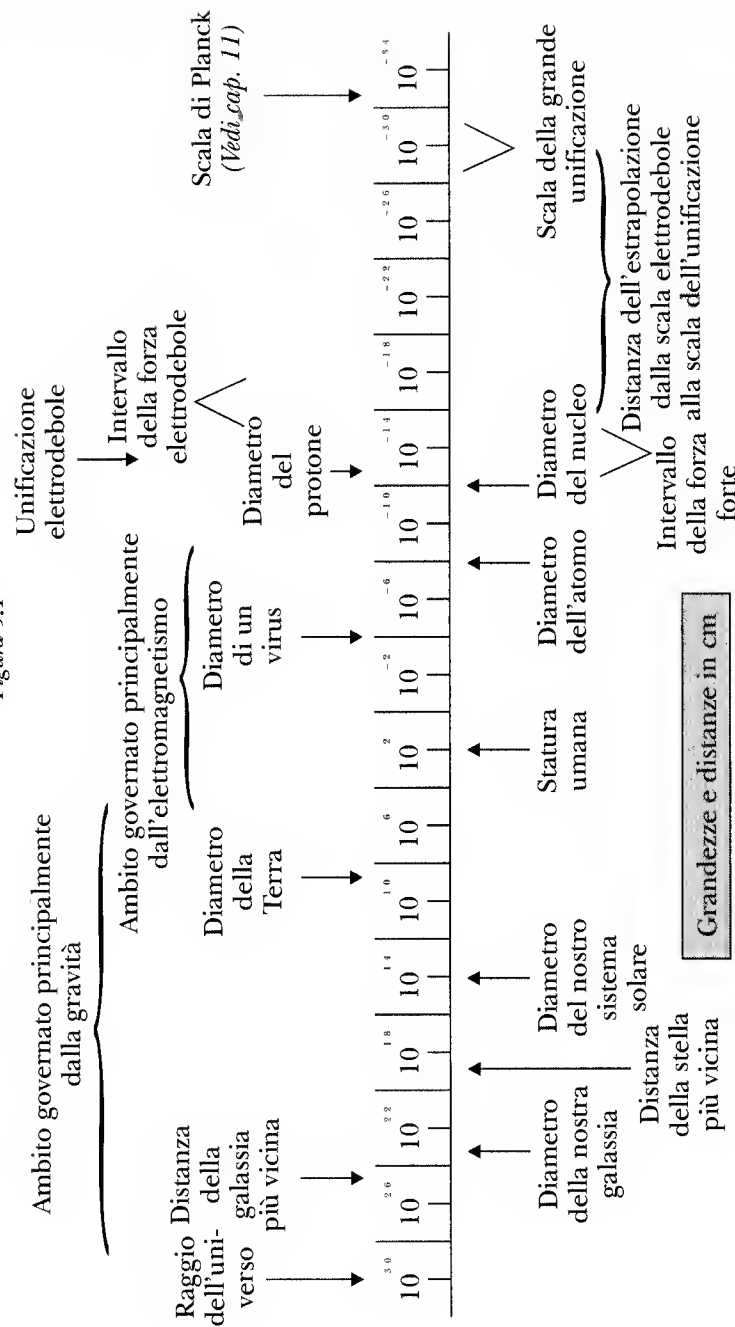 Figura 9.1
Ambito governato principalmente
dalla gravità
Ambito governato principalmente
dall'elettromagnetismo
Unificazione
elettrodebole
Intervallo
della forza
elettrodebole
Raggio
dell'uni-
verso
Distanza
della
galassia
più vicina
Diametro
della
Terra
Diametro
di un
virus
Diametro
del
protone
Scala di Planck
(Vedi cap. 11)
10^30 10^26 10^22 10^18 10^14 10^10 10^6 10^2 10^-2 10^-6 10^-10 10^-14 10^-18 10^-22 10^-26 10^-30 10^-34
Diametro
della nostra
galassia
Distanza
della stella
più vicina
Diametro
del nostro
sistema
solare
Statura
umana
Diametro
dell'atomo
Diametro
del nucleo
Intervallo
della forza
forte
Scala della grande
unificazione
Distanza dell'estrapolazione
dalla scala elettrodebole
alla scala dell'unificazione
Grandezze e distanze in cm